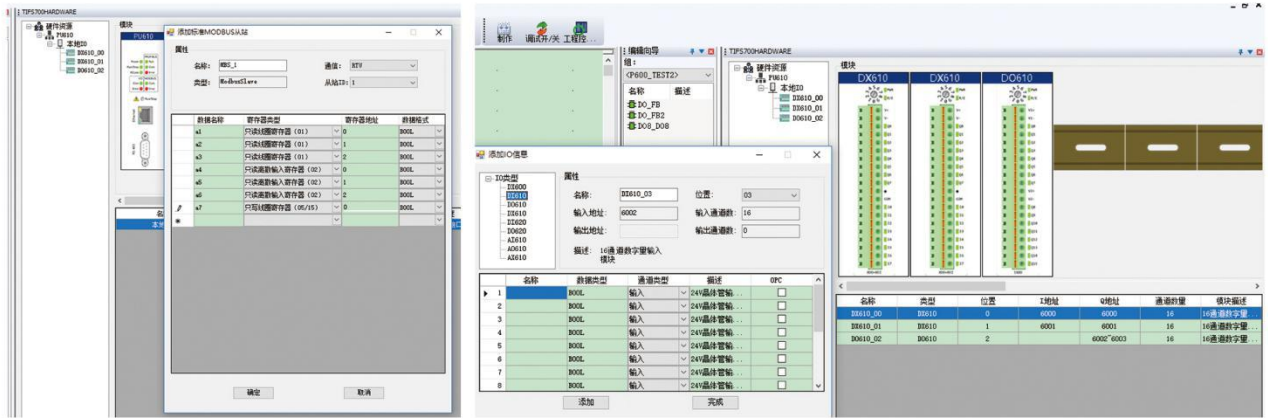 TIFS700HARDWARE
硬件资源
PU610
本地IO
DX610_00
DX610_01
DO610_02
模块
PU610
添加标准MODBUS从站
属性
名称: MBS_1
通信: RTU
类型: ModbusSlave
从站ID: 1
数据名称 寄存器类型 寄存器地址 数据格式
a1 只读线圈寄存器 (01) 0 BOOL
a2 只读线圈寄存器 (01) 1 BOOL
a3 只读线圈寄存器 (01) 2 BOOL
a4 只读离散输入寄存器 (02) 0 BOOL
a5 只读离散输入寄存器 (02) 1 BOOL
a6 只读离散输入寄存器 (02) 2 BOOL
a7 只写线圈寄存器 (05/15) 0 BOOL
确定 取消
制作 调试开/关 工程控...
编辑向导
组:
<P600_TEST2>
名称 描述
DO_FB
DO_FB2
DO8_DO8
TIFS700HARDWARE
硬件资源
PU610
本地IO
DX610_00
DX610_01
DO610_02
模块
DX610 DX610 DO610
添加IO信息
IO类型
DI600
DI610
DO610
DX610
DI620
DO620
AI610
AO610
AX610
属性
名称: DI610_03 位置: 03
输入地址: 6002 输入通道数: 16
输出地址: 输出通道数: 0
描述: 16通道数字量输入
模块
名称 数据类型 通道类型 描述 OPC
1 BOOL 输入 24V晶体管输...
2 BOOL 输入 24V晶体管输...
3 BOOL 输入 24V晶体管输...
4 BOOL 输入 24V晶体管输...
5 BOOL 输入 24V晶体管输...
6 BOOL 输入 24V晶体管输...
7 BOOL 输入 24V晶体管输...
8 BOOL 输入 24V晶体管输...
添加 完成
名称 类型 位置 I地址 Q地址 通道数量 模块描述
DX610_00 DX610 0 6000 6000 16 16通道数字量...
DX610_01 DX610 1 6001 6001 16 16通道数字量...
DO610_02 DO610 2 6002~6003 16 16通道数字量...